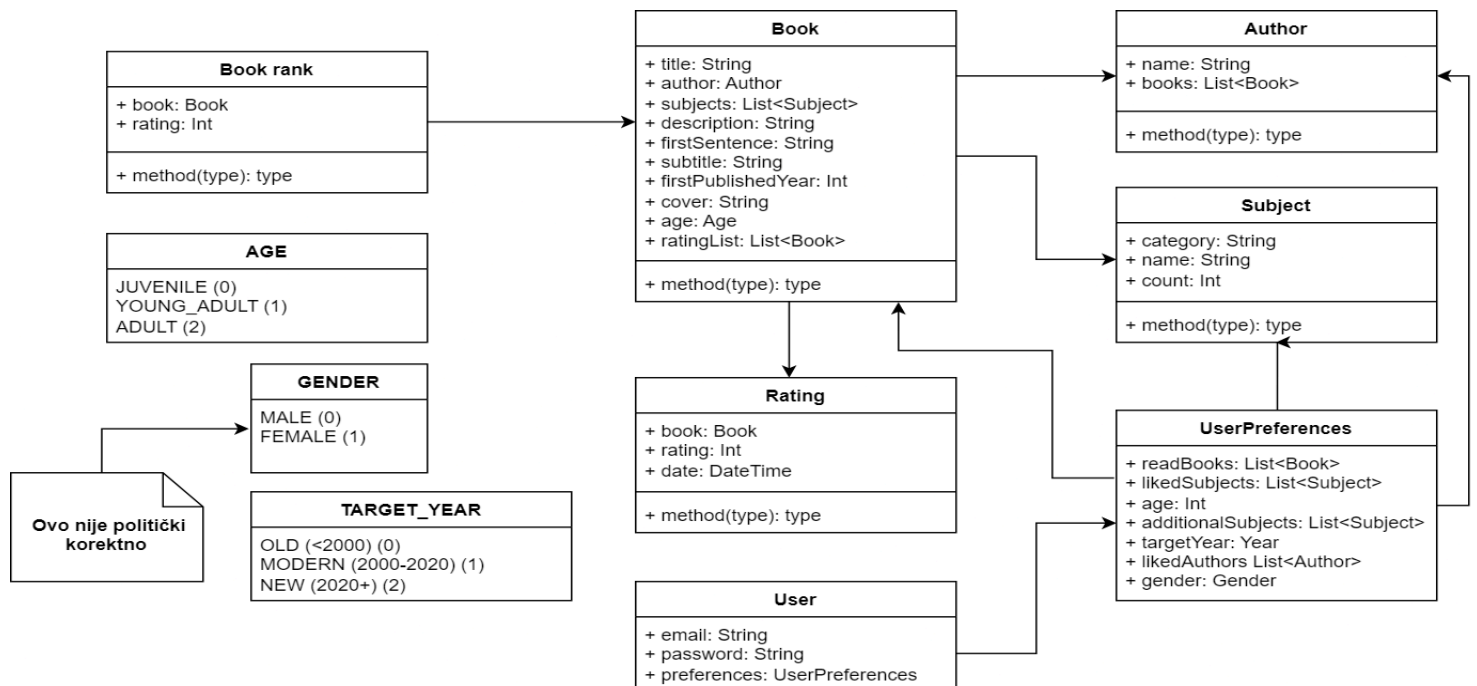 Book rank
+ book: Book
+ rating: Int
+ method(type): type
AGE
JUVENILE (0)
YOUNG_ADULT (1)
ADULT (2)
GENDER
MALE (0)
FEMALE (1)
Ovo nije politički
korektno
TARGET_YEAR
OLD (<2000) (0)
MODERN (2000-2020) (1)
NEW (2020+) (2)
Book
+ title: String
+ author: Author
+ subjects: List<Subject>
+ description: String
+ firstSentence: String
+ subtitle: String
+ firstPublishedYear: Int
+ cover: String
+ age: Age
+ ratingList: List<Book>
+ method(type): type
Rating
+ book: Book
+ rating: Int
+ date: DateTime
+ method(type): type
User
+ email: String
+ password: String
+ preferences: UserPreferences
Author
+ name: String
+ books: List<Book>
+ method(type): type
Subject
+ category: String
+ name: String
+ count: Int
+ method(type): type
UserPreferences
+ readBooks: List<Book>
+ likedSubjects: List<Subject>
+ age: Int
+ additionalSubjects: List<Subject>
+ targetYear: Year
+ likedAuthors List<Author>
+ gender: Gender